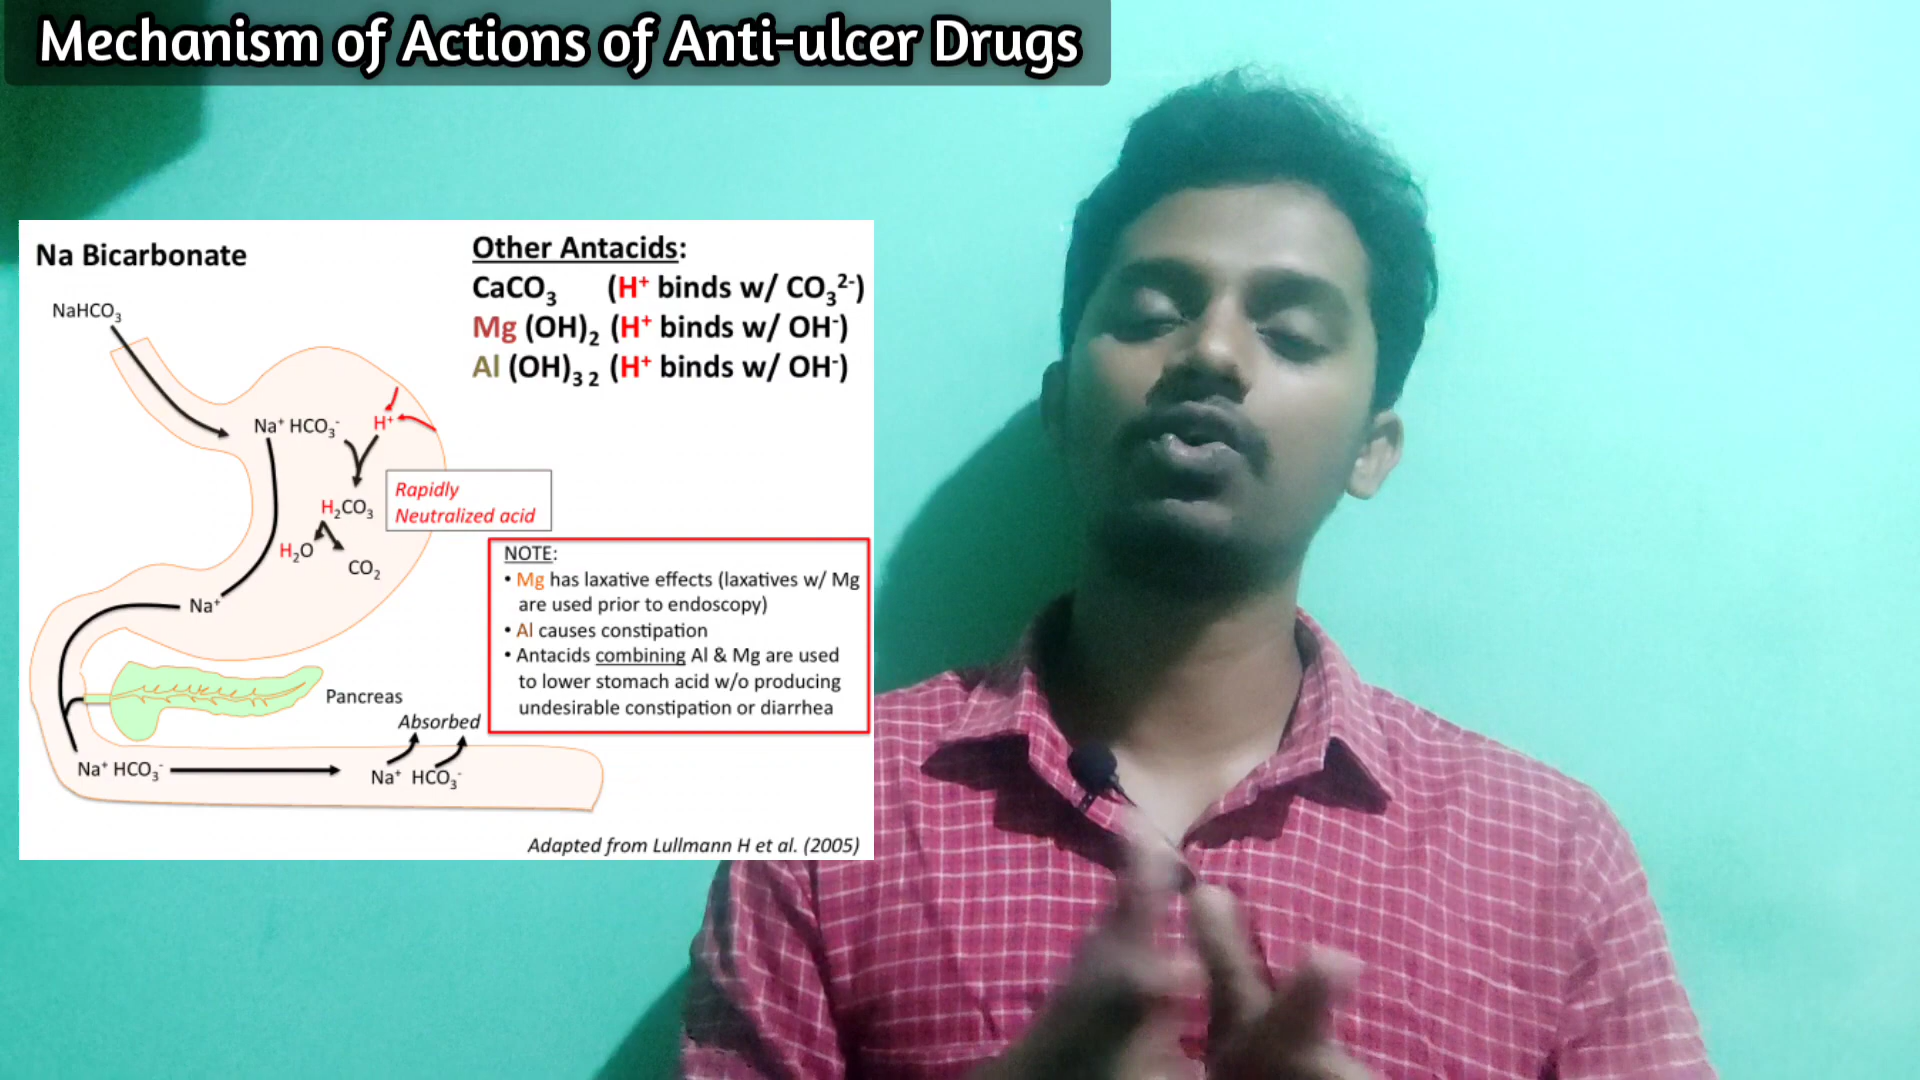 Mechanism of Actions of Anti-ulcer Drugs
Na Bicarbonate
NaHCO₃
Na⁺ HCO₃⁻
H⁺
H₂CO₃
Rapidly
Neutralized acid
H₂O
CO₂
Na⁺
Pancreas
Absorbed
Na⁺ HCO₃⁻
Na⁺ HCO₃⁻
Other Antacids:
CaCO₃ (H⁺ binds w/ CO₃²⁻)
Mg (OH)₂ (H⁺ binds w/ OH⁻)
Al (OH)₃ ₂ (H⁺ binds w/ OH⁻)
NOTE:
• Mg has laxative effects (laxatives w/ Mg
are used prior to endoscopy)
• Al causes constipation
• Antacids combining Al & Mg are used
to lower stomach acid w/o producing
undesirable constipation or diarrhea
Adapted from Lullmann H et al. (2005)